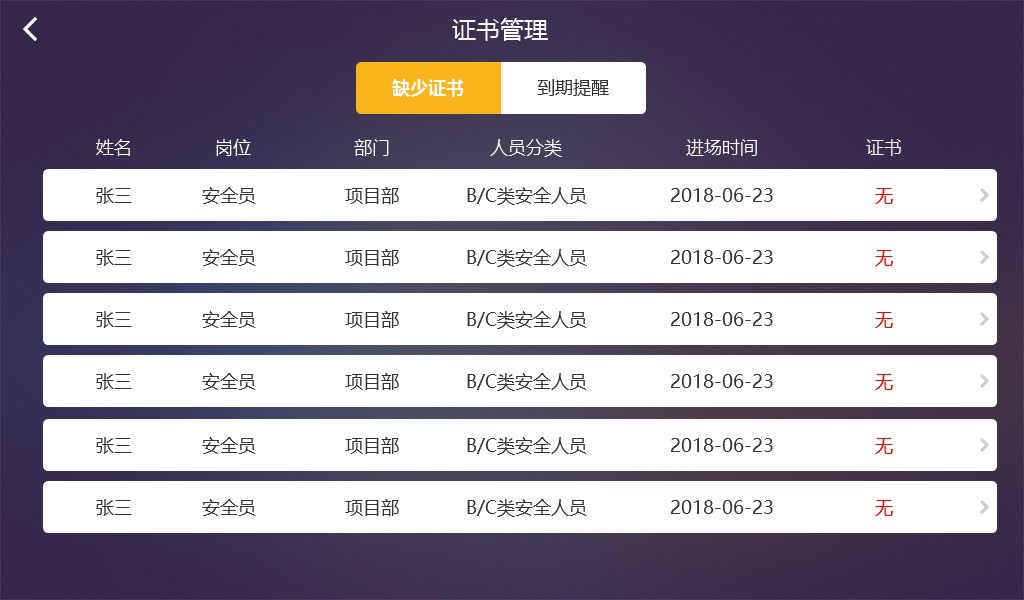 证书管理
缺少证书 到期提醒
姓名 岗位 部门 人员分类 进场时间 证书
张三 安全员 项目部 B/C类安全人员 2018-06-23 无
张三 安全员 项目部 B/C类安全人员 2018-06-23 无
张三 安全员 项目部 B/C类安全人员 2018-06-23 无
张三 安全员 项目部 B/C类安全人员 2018-06-23 无
张三 安全员 项目部 B/C类安全人员 2018-06-23 无
张三 安全员 项目部 B/C类安全人员 2018-06-23 无